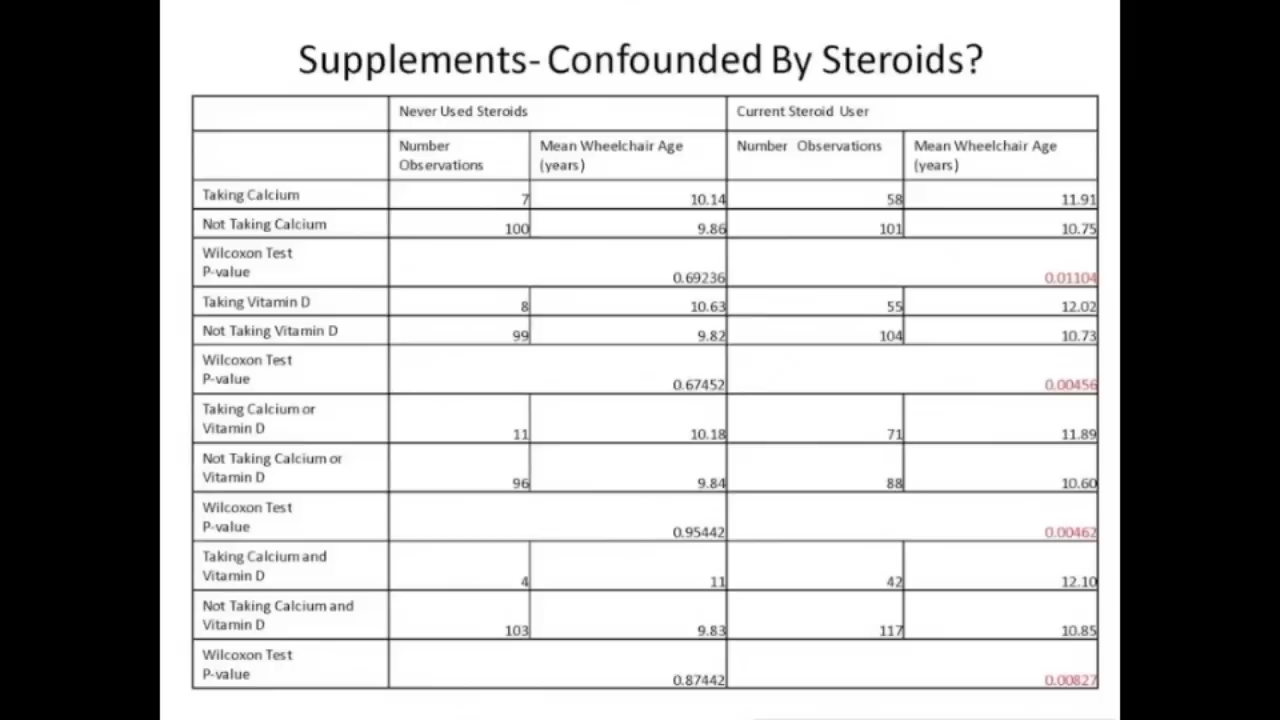 Supplements- Confounded By Steroids?
Never Used Steroids Current Steroid User
Number Observations Mean Wheelchair Age (years) Number Observations Mean Wheelchair Age (years)
Taking Calcium 7 10.14 58 11.91
Not Taking Calcium 100 9.86 101 10.75
Wilcoxon Test
P-value 0.69236 0.01104
Taking Vitamin D 8 10.63 55 12.02
Not Taking Vitamin D 99 9.82 104 10.73
Wilcoxon Test
P-value 0.67452 0.00456
Taking Calcium or
Vitamin D 11 10.18 71 11.89
Not Taking Calcium or
Vitamin D 96 9.84 88 10.60
Wilcoxon Test
P-value 0.95442 0.00462
Taking Calcium and
Vitamin D 4 11 42 12.10
Not Taking Calcium and
Vitamin D 103 9.83 117 10.85
Wilcoxon Test
P-value 0.87442 0.00827